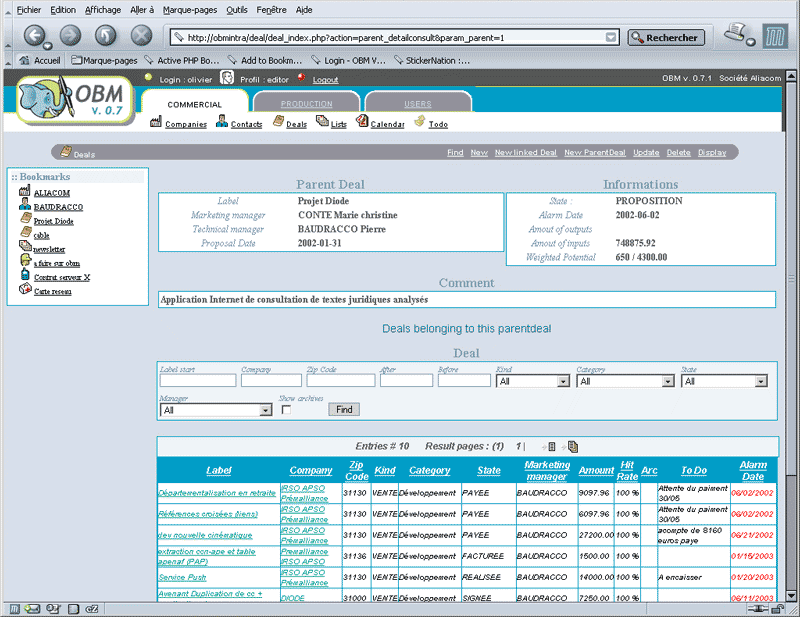 Fichier Edition Affichage Aller à Marque-pages Outils Fenêtre Aide
http://obmintra/deal/deal_index.php?action=parent_detailconsult&param_parent=1
Rechercher
Accueil Marque-pages Active PHP Bo... Add to Bookm... Login - OBM V... StickerNation :...
Login : olivier Profil : editor Logout
OBM v. 0.7.1 Société Aliacom
OBM
v. 0.7
COMMERCIAL PRODUCTION USERS
Companies Contacts Deals Lists Calendar Todo
Deals
Find New New linked Deal New ParentDeal Update Delete Display
:: Bookmarks
ALIACOM
BAUDRACCO
Projet Diode
cable
newsletter
a faire sur obm
Contrat serveur X
Carte reseau
Parent Deal
Label Projet Diode
Marketing manager CONTE Marie christine
Technical manager BAUDRACCO Pierre
Proposal Date 2002-01-31
Informations
State : PROPOSITION
Alarm Date 2002-06-02
Amout of outputs
Amout of inputs 748875.92
Weighted Potential 650 / 4300.00
Comment
Application Internet de consultation de textes juridiques analysés
Deals belonging to this parentdeal
Deal
Label start Company Zip Code After Before Kind Category State
All All All
Manager Show archives
All Find
Entries # 10 Result pages : (1) 1 |
Label Company Zip Code Kind Category State Marketing manager Amount Hit Rate Arc To Do Alarm Date
Départementalisation en retraite IRSO APSO Prémalliance 31130 VENTE Développement PAYEE BAUDRACCO 9097.96 100 % Attente du paiment 30/05 06/02/2002
Références croisées (liens) IRSO APSO Prémalliance 31130 VENTE Développement PAYEE BAUDRACCO 6097.96 100 % Attente du paiment 30/05 06/02/2002
dev nouvelle cinématique IRSO APSO Prémalliance 31130 VENTE Développement PAYEE BAUDRACCO 27200.00 100 % acompte de 8160 euros paye 06/21/2002
extraction ccn-ape et table apenaf (PAP) Premalliance IRSO APSO 31136 VENTE Développement FACTUREE BAUDRACCO 1500.00 100 % 01/15/2003
Service Push IRSO APSO Prémalliance 31130 VENTE Développement REALISEE BAUDRACCO 14000.00 100 % A encaisser 01/20/2003
Avenant Duplication de cc + DIODE 31000 VENTE Développement SIGNEE BAUDRACCO 7250.00 100 % 06/11/2003